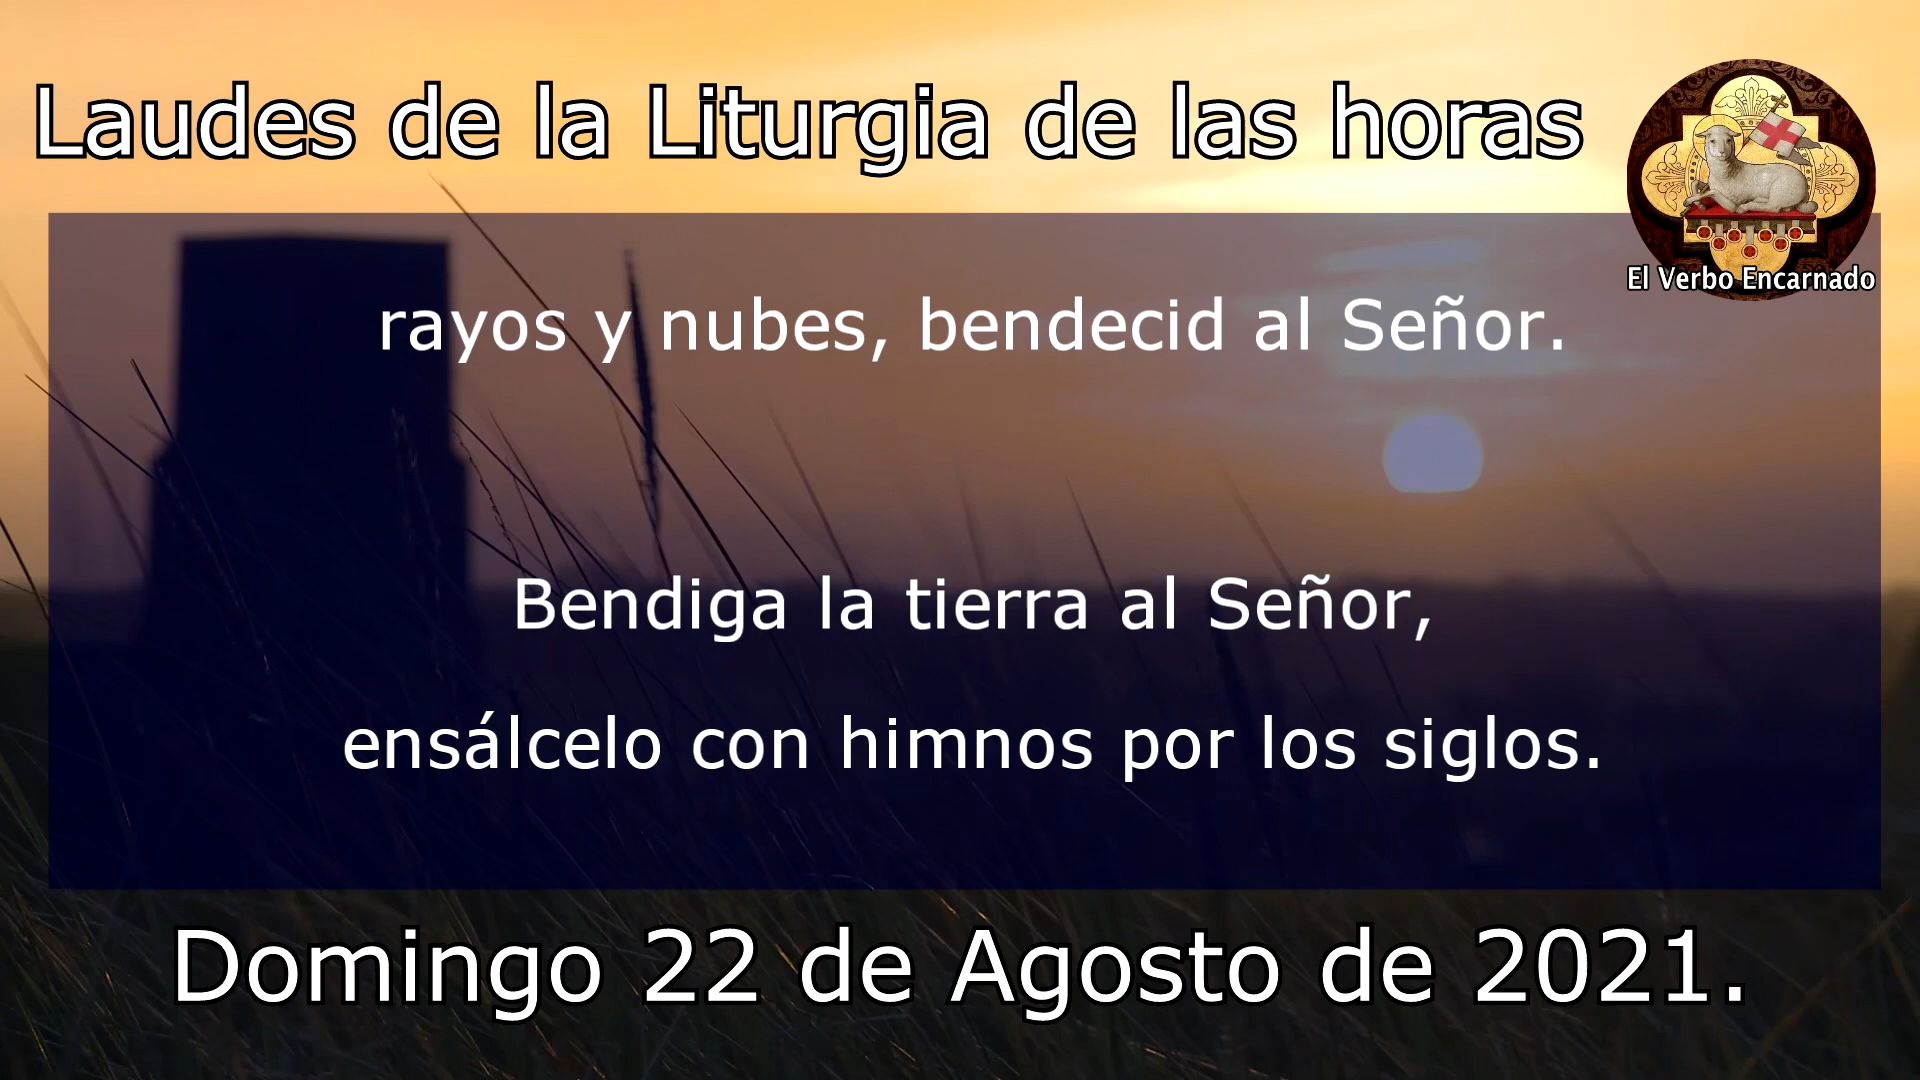 Laudes de la Liturgia de las horas
El Verbo Encarnado
rayos y nubes, bendecid al Señor.
Bendiga la tierra al Señor,
ensálcelo con himnos por los siglos.
Domingo 22 de Agosto de 2021.